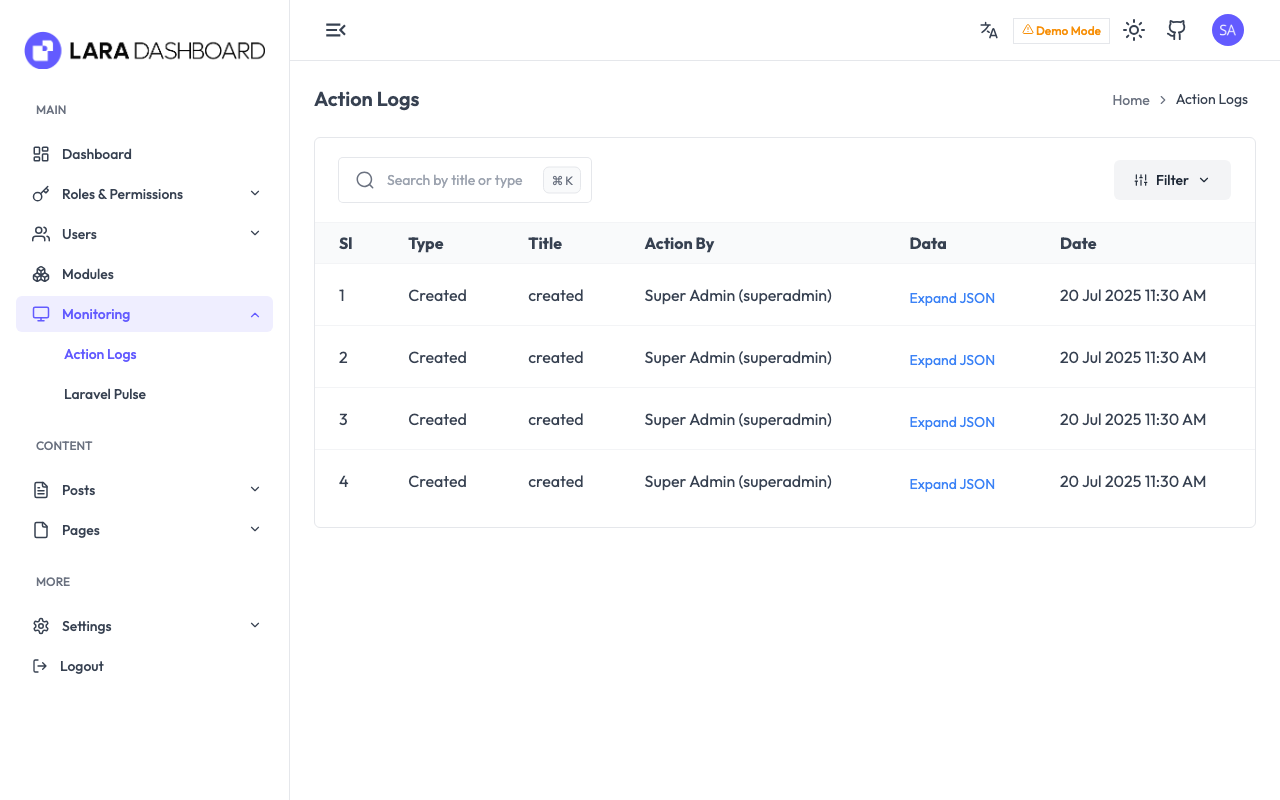 LARA DASHBOARD
MAIN
Dashboard
Roles & Permissions
Users
Modules
Monitoring
Action Logs
Laravel Pulse
CONTENT
Posts
Pages
MORE
Settings
Logout
Demo Mode
SA
Action Logs
Home > Action Logs
Search by title or type ⌘ K
Filter
Sl Type Title Action By Data Date
1 Created created Super Admin (superadmin) Expand JSON 20 Jul 2025 11:30 AM
2 Created created Super Admin (superadmin) Expand JSON 20 Jul 2025 11:30 AM
3 Created created Super Admin (superadmin) Expand JSON 20 Jul 2025 11:30 AM
4 Created created Super Admin (superadmin) Expand JSON 20 Jul 2025 11:30 AM